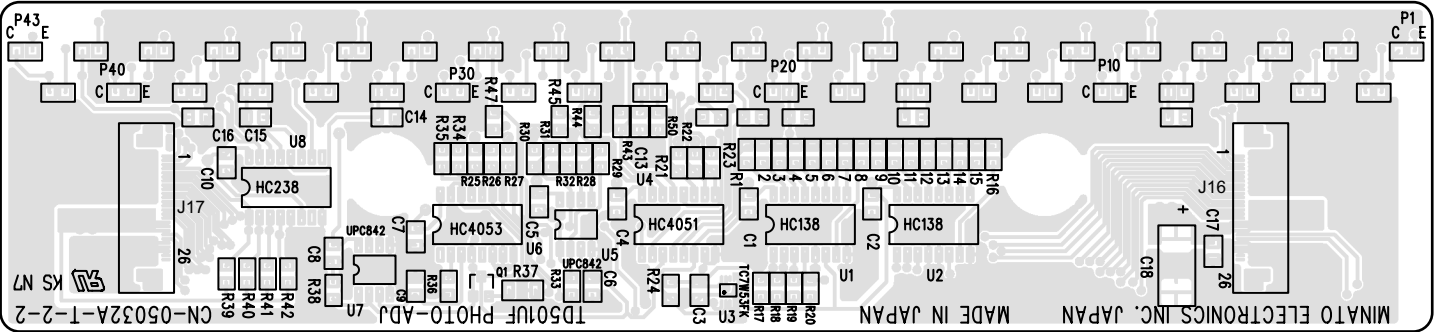 P43
P1
C E
C E
P40
C E
P30
C E
P20
C E
P10
C E
R47
R45
R44
C16
C15
U8
C14
R35
R34
R30
R31
R43
C13
R50
R22
R29
U4
R21
R23
R1 2 3 4 5 6 7 8 9 10 11 12 13 14 15 R16
1
1
C10
HC238
R25
R26
R27
R32
R28
J17
J16
HC4053
C5
U6
C4
U5
HC4051
C1
HC138
C2
HC138
+
C17
UPC842
C7
C8
26
26
Q1
R37
R33
UPC842
C6
R24
C3
U3
TC7W53FK
U1
U2
C18
R39
R40
R41
R42
R38
U7
C9
R36
R17
R18
R19
R20
KS N7
CN-05032A-T-2-2
TD501UF PHOTO-ADJ
MADE IN JAPAN
MINATO ELECTRONICS INC. JAPAN